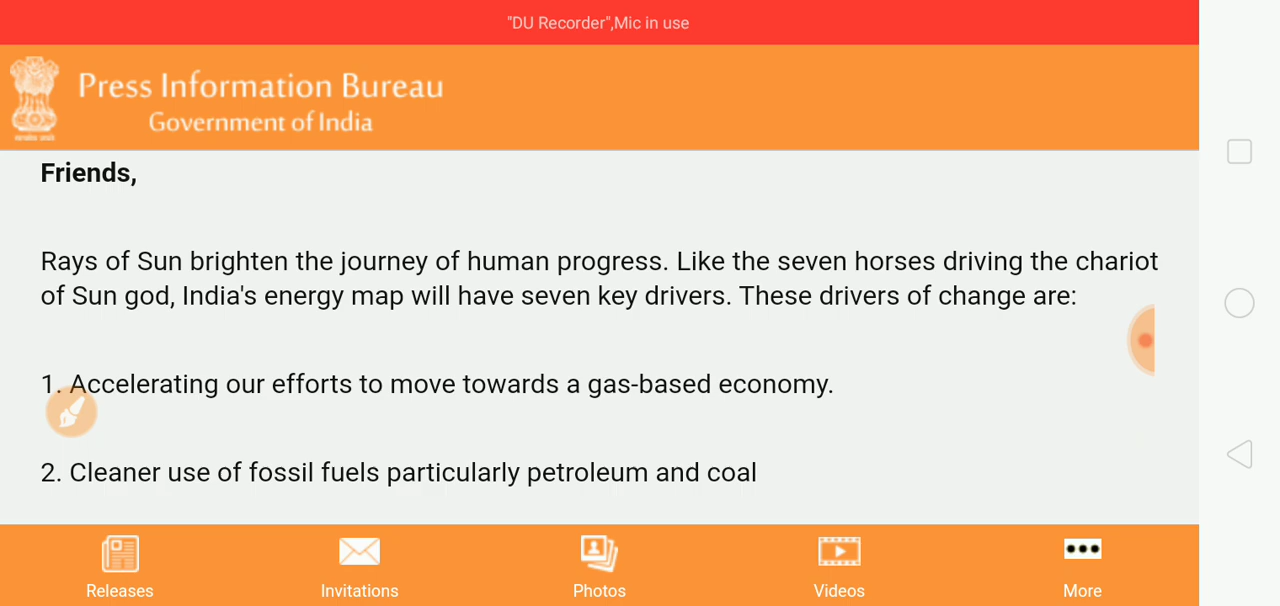 "DU Recorder",Mic in use
Press Information Bureau
Government of India
Friends,
Rays of Sun brighten the journey of human progress. Like the seven horses driving the chariot
of Sun god, India's energy map will have seven key drivers. These drivers of change are:
1. Accelerating our efforts to move towards a gas-based economy.
2. Cleaner use of fossil fuels particularly petroleum and coal
Releases
Invitations
Photos
Videos
More